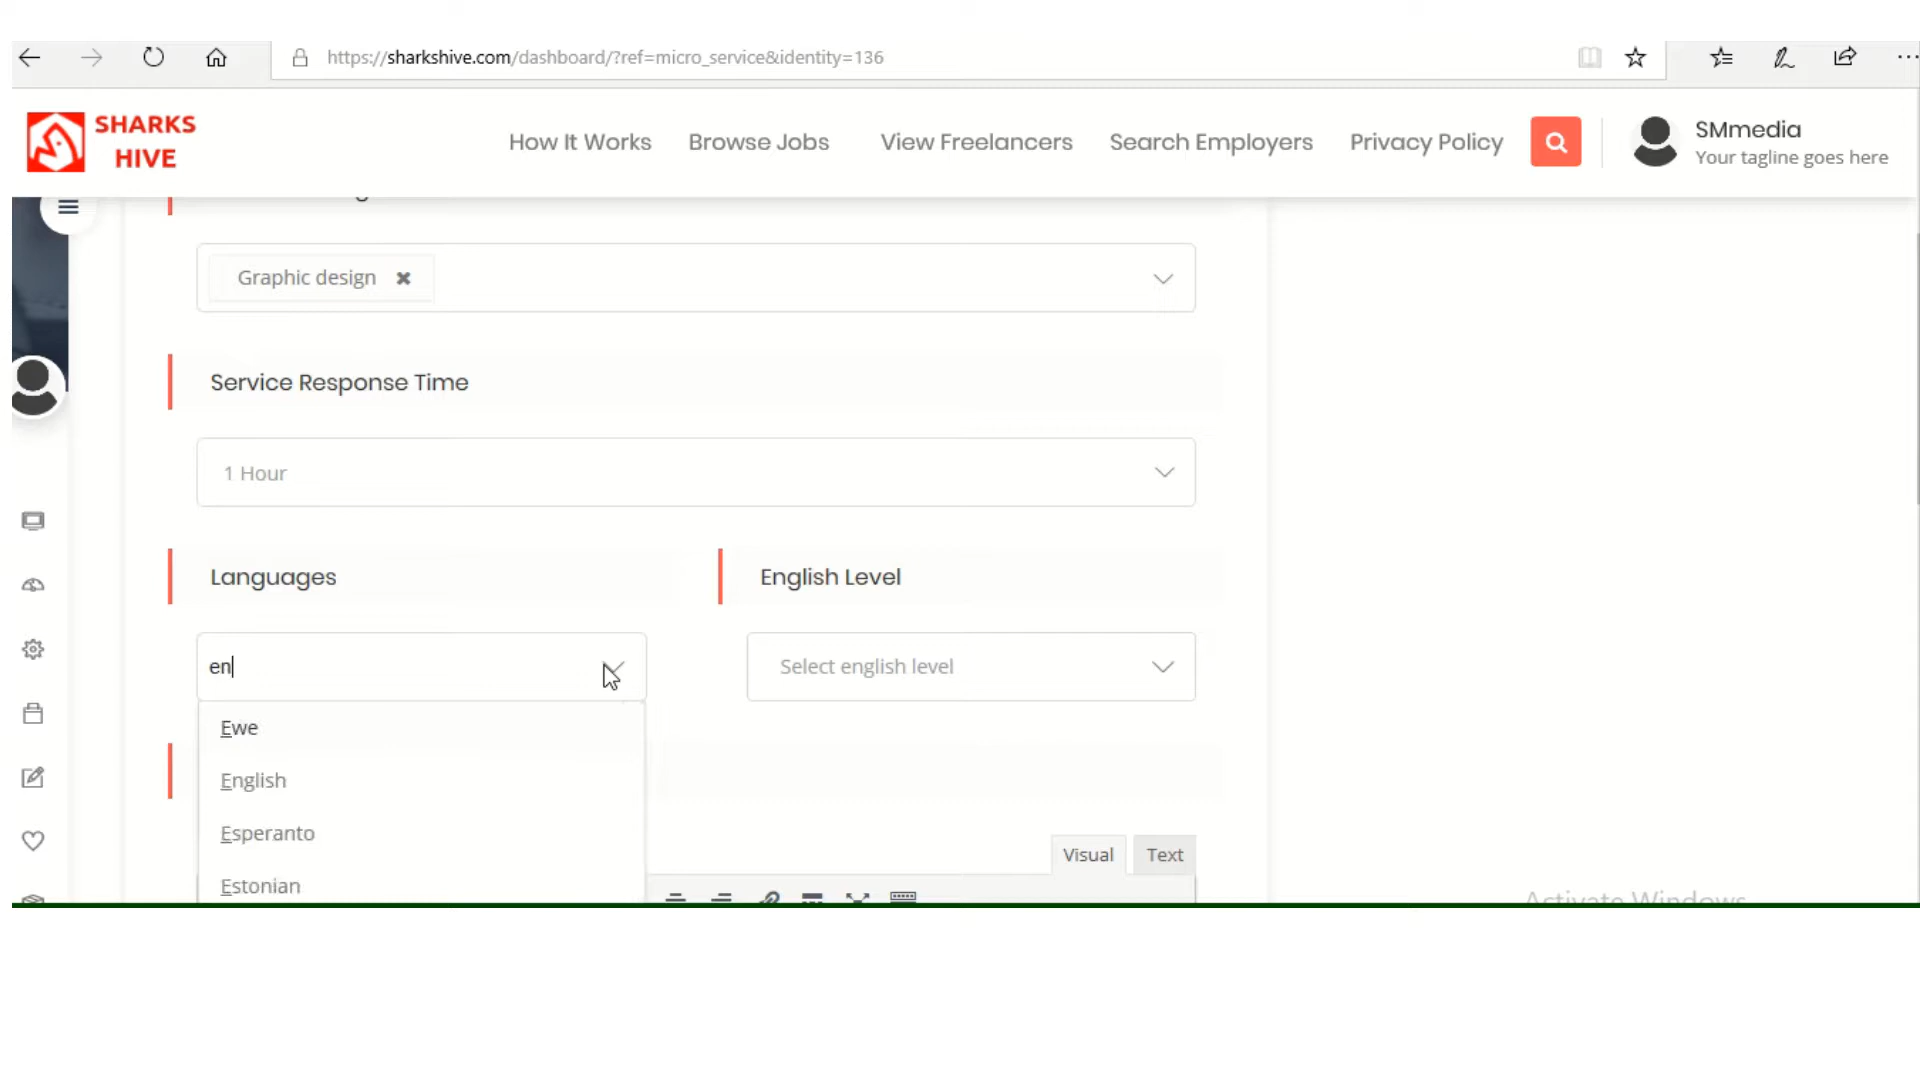 https://sharkshive.com/dashboard/?ref=micro_service&identity=136
SHARKS
HIVE
How It Works
Browse Jobs
View Freelancers
Search Employers
Privacy Policy
SMmedia
Your tagline goes here
Graphic design
Service Response Time
1 Hour
Languages
English Level
en
Select english level
Ewe
English
Esperanto
Estonian
Visual
Text
Activate Windows